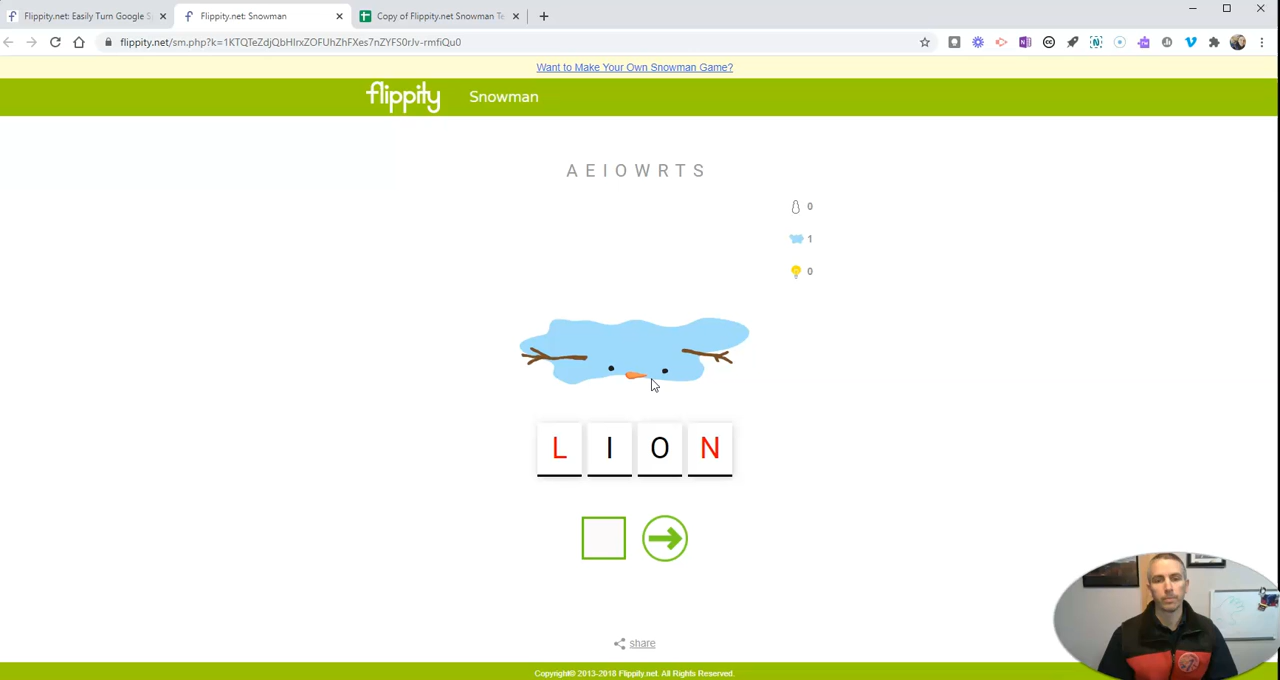 Flippity.net: Easily Turn Google S
Flippity.net: Snowman
Copy of Flippity.net Snowman Te
flippity.net/sm.php?k=1KTQTeZdjQbHIrxZOFUhZhFXes7nZYFS0rJv-rmfiQu0
Want to Make Your Own Snowman Game?
flippity Snowman
A E I O W R T S
0
1
0
L I O N
share
Copyright© 2013-2018 Flippity.net. All Rights Reserved.